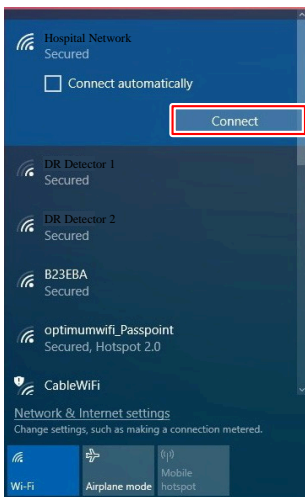 Hospital Network
Secured
Connect automatically
Connect
DR Detector 1
Secured
DR Detector 2
Secured
B23EBA
Secured
optimumwifi_Passpoint
Secured, Hotspot 2.0
CableWiFi
Network & Internet settings
Change settings, such as making a connection metered.
Wi-Fi
Airplane mode
Mobile
hotspot